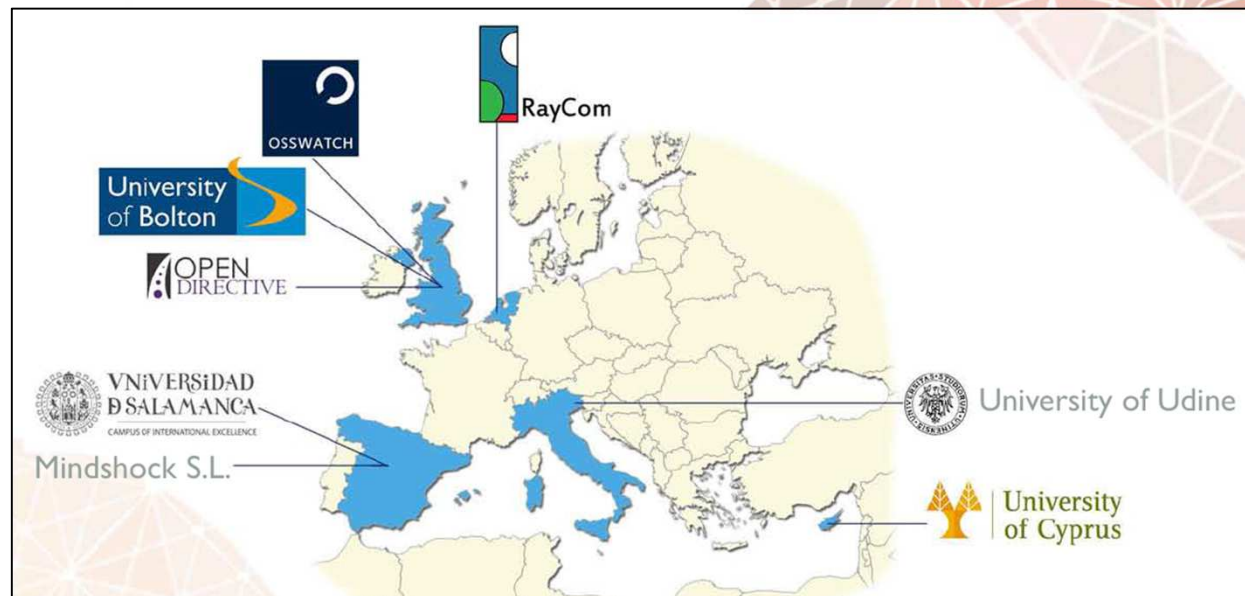 RayCom
OSSWATCH
University
of Bolton
OPEN
DIRECTIVE
VNiVERSiDAD
Ð SALAMANCA
CAMPUS OF INTERNATIONAL EXCELLENCE
Mindshock S.L.
University of Udine
University
of Cyprus